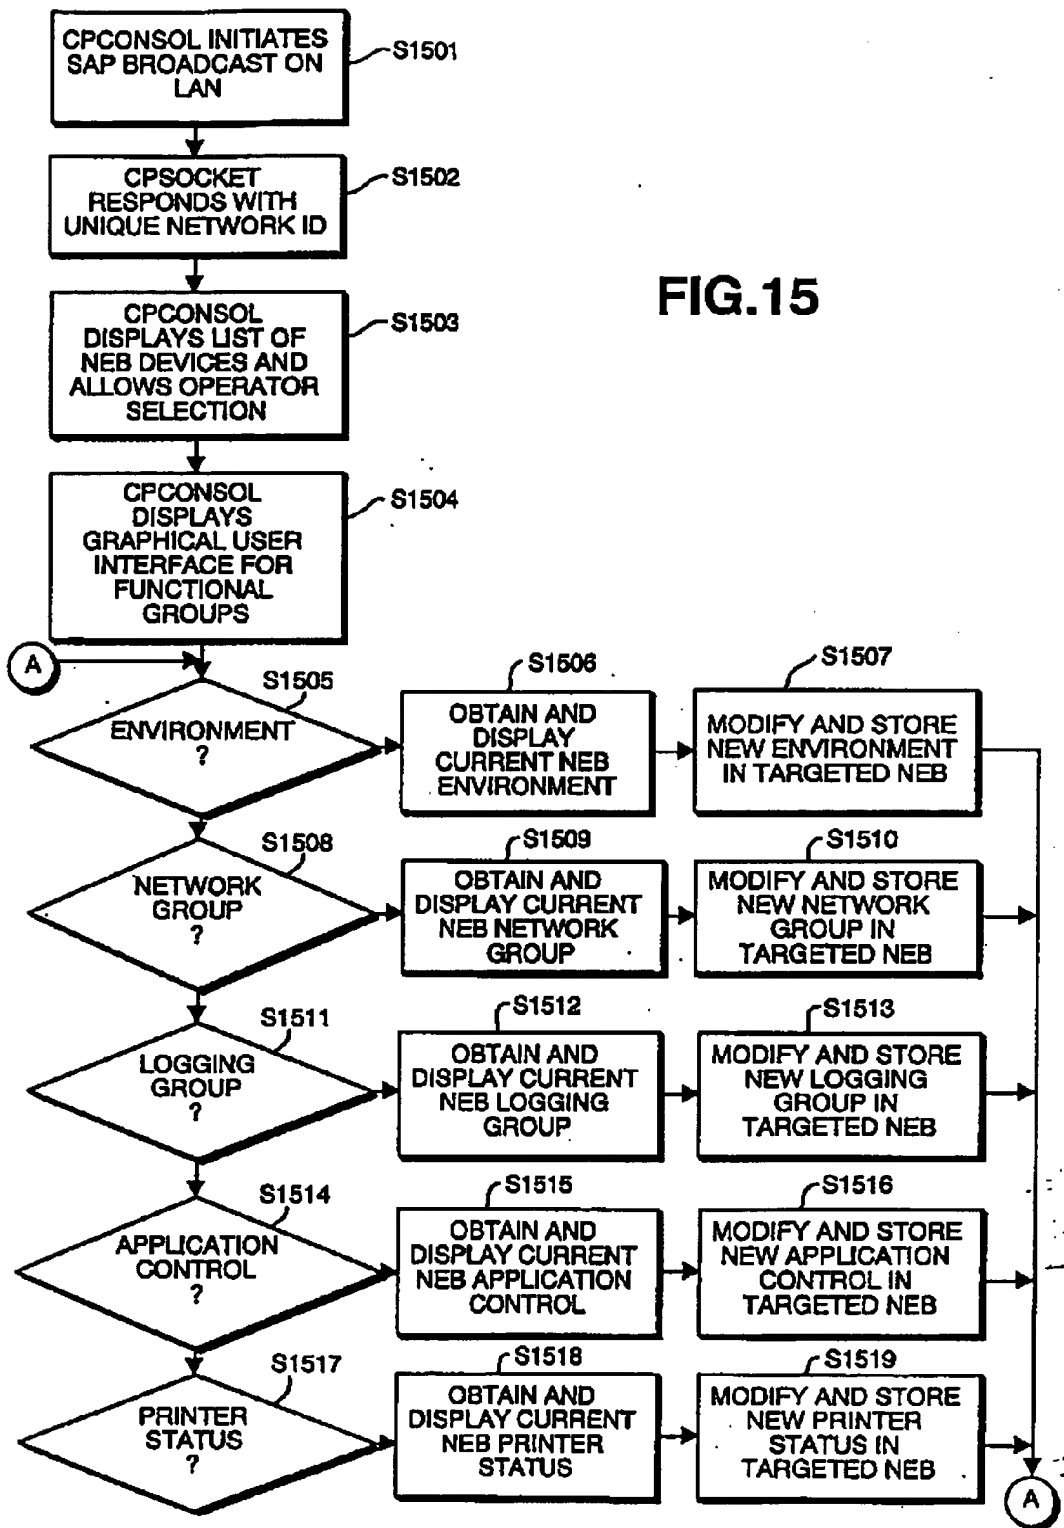 CPCONSOL INITIATES
SAP BROADCAST ON
LAN
S1501
CPSOCKET
RESPONDS WITH
UNIQUE NETWORK ID
S1502
FIG.15
CPCONSOL
DISPLAYS LIST OF
NEB DEVICES AND
ALLOWS OPERATOR
SELECTION
S1503
CPCONSOL
DISPLAYS
GRAPHICAL USER
INTERFACE FOR
FUNCTIONAL
GROUPS
S1504
A
S1505
ENVIRONMENT
?
S1506
OBTAIN AND
DISPLAY
CURRENT NEB
ENVIRONMENT
S1507
MODIFY AND STORE
NEW ENVIRONMENT
IN TARGETED NEB
S1508
NETWORK
GROUP
?
S1509
OBTAIN AND
DISPLAY CURRENT
NEB NETWORK
GROUP
S1510
MODIFY AND STORE
NEW NETWORK
GROUP IN
TARGETED NEB
S1511
LOGGING
GROUP
?
S1512
OBTAIN AND
DISPLAY CURRENT
NEB LOGGING
GROUP
S1513
MODIFY AND STORE
NEW LOGGING
GROUP IN
TARGETED NEB
S1514
APPLICATION
CONTROL
?
S1515
OBTAIN AND
DISPLAY CURRENT
NEB APPLICATION
CONTROL
S1516
MODIFY AND STORE
NEW APPLICATION
CONTROL IN
TARGETED NEB
S1517
PRINTER
STATUS
?
S1518
OBTAIN AND
DISPLAY CURRENT
NEB PRINTER
STATUS
S1519
MODIFY AND STORE
NEW PRINTER
STATUS IN
TARGETED NEB
A